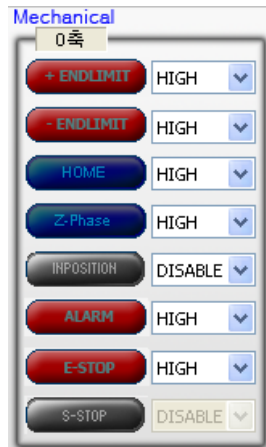 Mechanical
0축
+ ENDLIMIT HIGH
- ENDLIMIT HIGH
HOME HIGH
Z-Phase HIGH
INPOSITION DISABLE
ALARM HIGH
E-STOP HIGH
S-STOP DISABLE